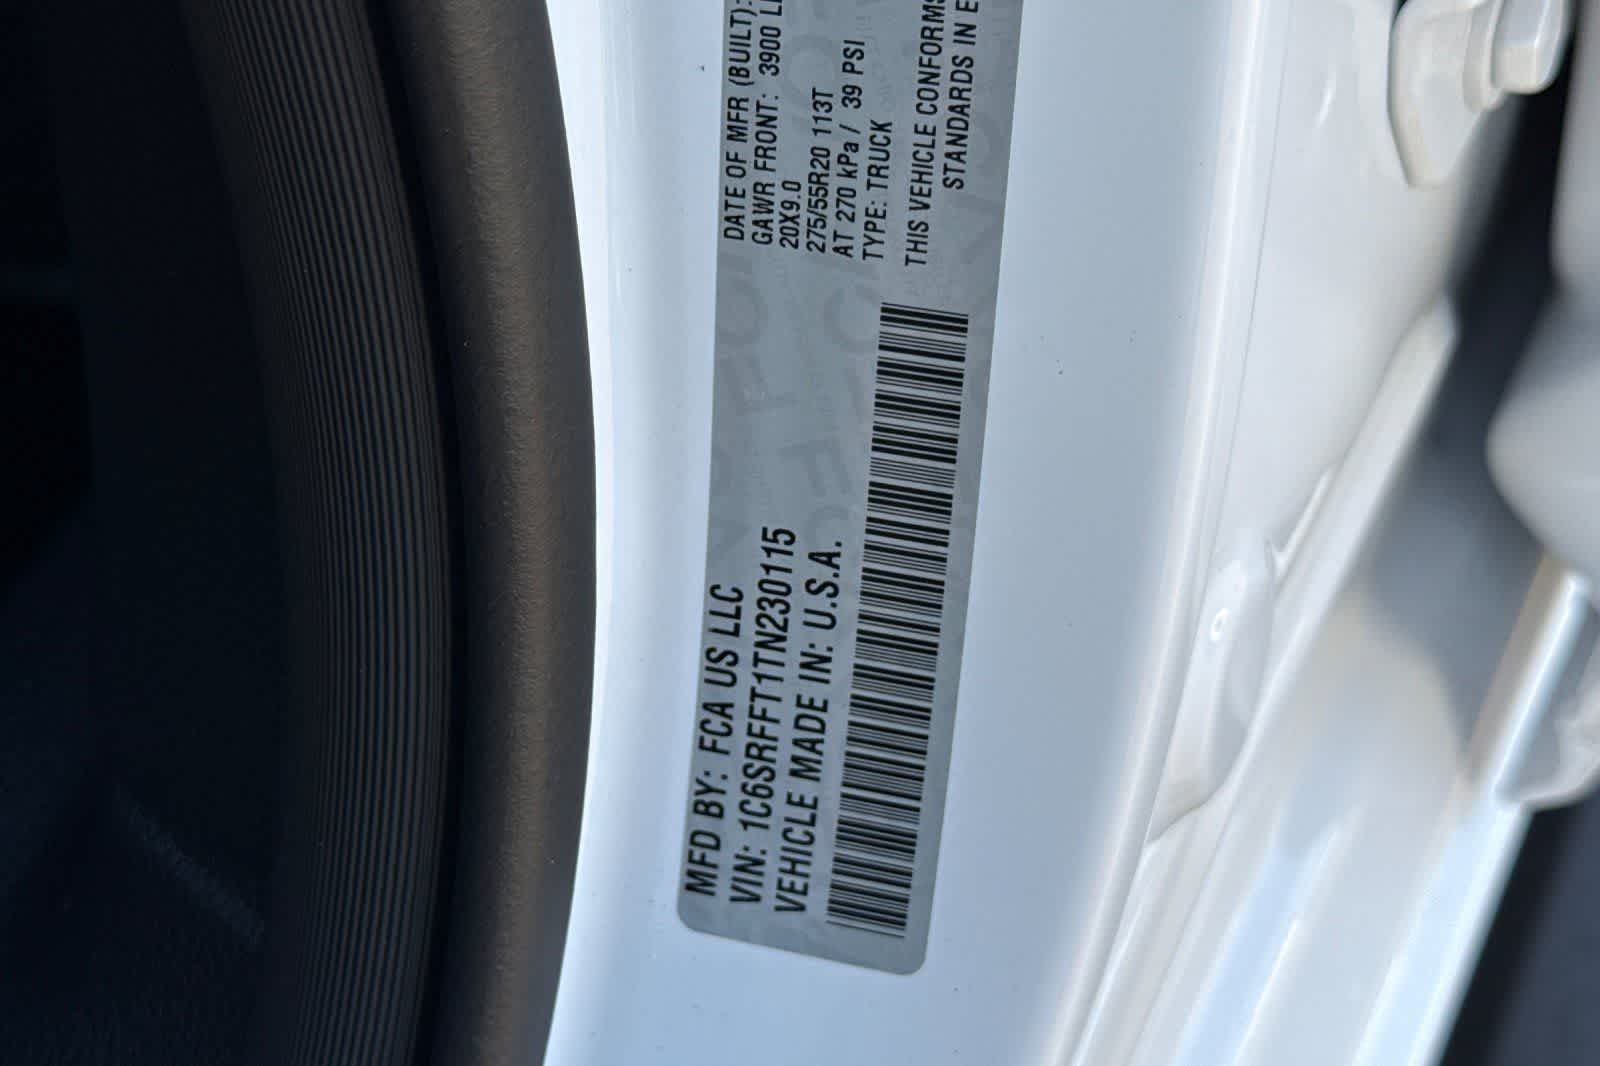 MFD BY: FCA US LLC
VIN: 1C6SRFFT1TN230115
VEHICLE MADE IN: U.S.A.
DATE OF MFR (BUILT):
GAWR FRONT: 3900
20X9.0
275/55R20 113T
AT 270 kPa / 39 PSI
TYPE: TRUCK
THIS VEHICLE CONFORMS
STANDARDS IN